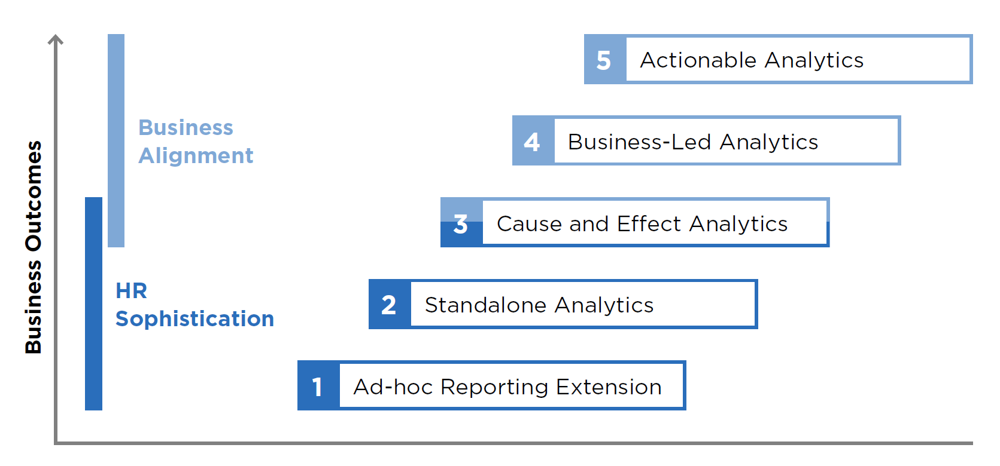 5 Actionable Analytics
Business
Alignment
4 Business-Led Analytics
Business Outcomes
3 Cause and Effect Analytics
HR
Sophistication
2 Standalone Analytics
1 Ad-hoc Reporting Extension